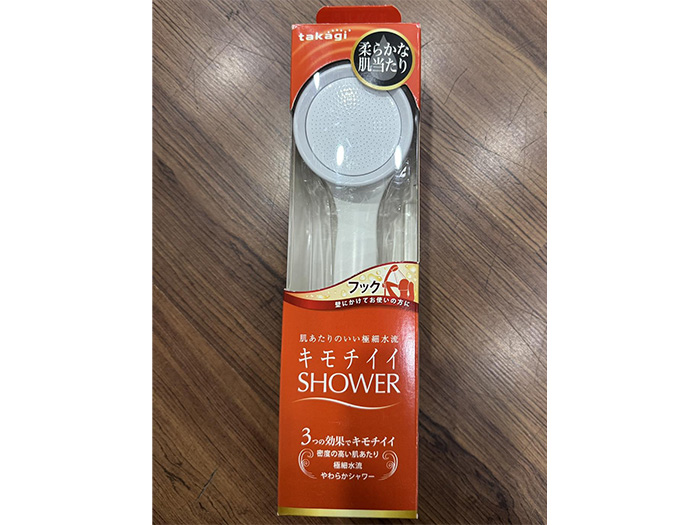 takagi
柔らかな
肌当たり
フック
壁にかけてお使いの方に
肌あたりのいい極細水流
キモチイイ
SHOWER
3つの効果でキモチイイ
密度の高い肌あたり
極細水流
やわらかシャワー